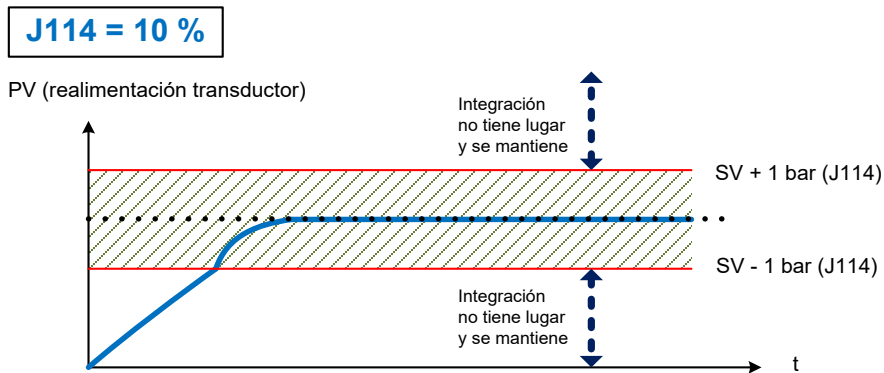 J114 = 10 %
PV (realimentación transductor)
Integración
no tiene lugar
y se mantiene
SV + 1 bar (J114)
SV - 1 bar (J114)
Integración
no tiene lugar
y se mantiene
t